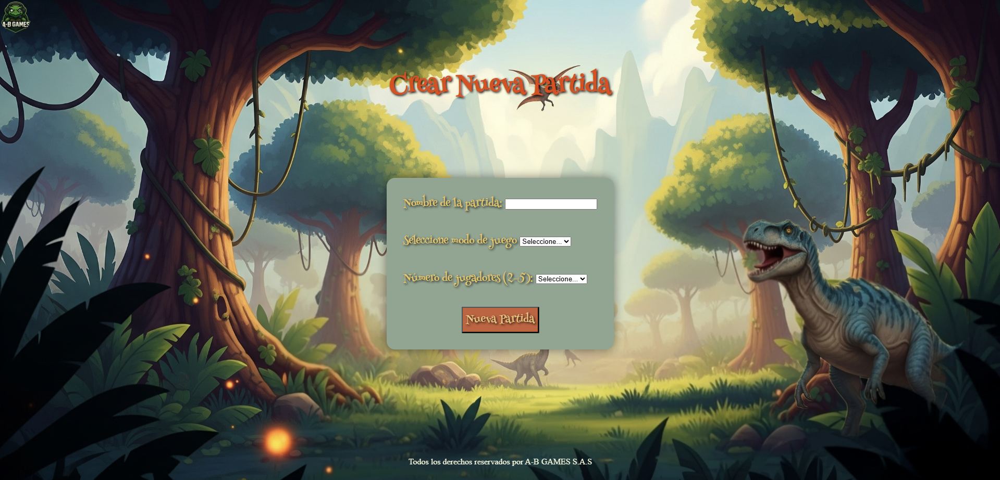 A-B GAMES
Crear Nueva Partida
Nombre de la partida:
Seleccione modo de juego Seleccione...
Número de jugadores (2-5): Seleccione...
Nueva Partida
Todos los derechos reservados por A-B GAMES S.A.S